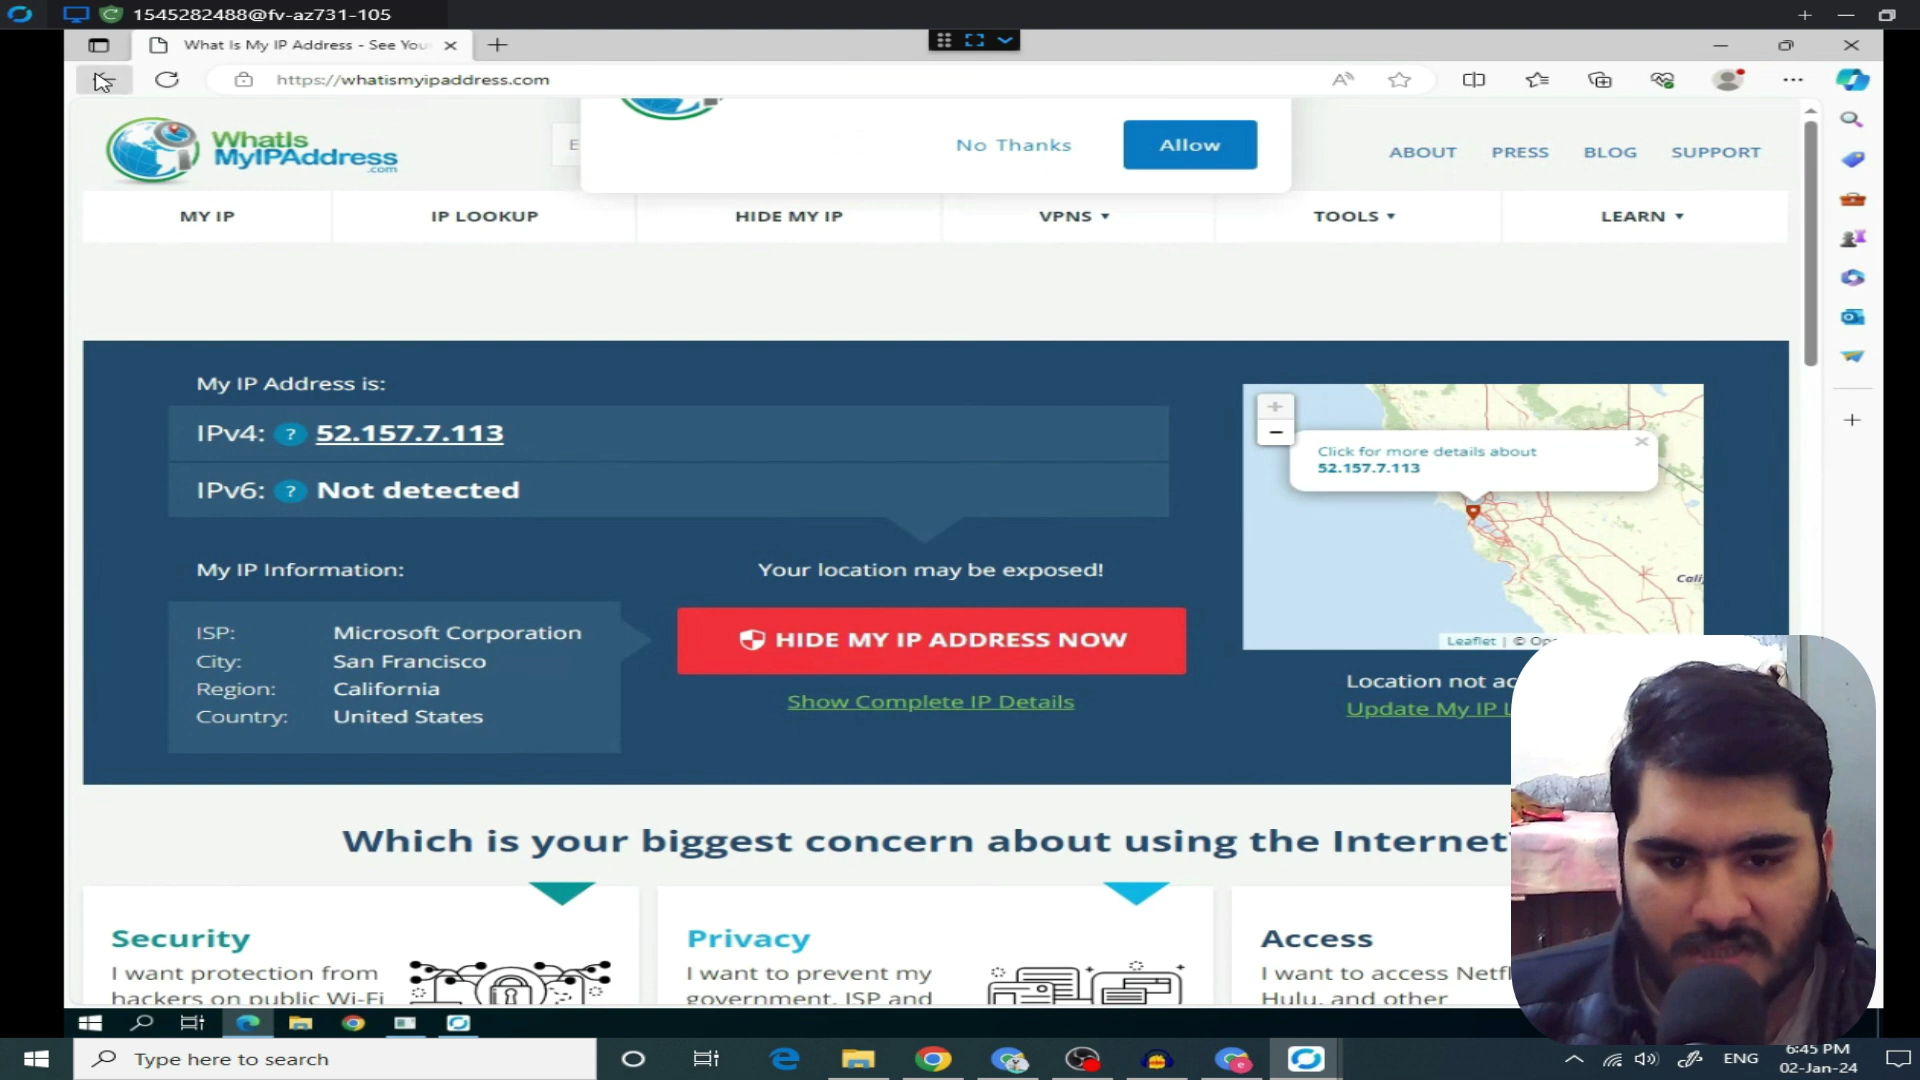 1545282488@fv-az731-105
What Is My IP Address - See You
https://whatismyipaddress.com
WhatIs
MyIPAddress
.com
E
No Thanks
Allow
ABOUT
PRESS
BLOG
SUPPORT
MY IP
IP LOOKUP
HIDE MY IP
VPNS
TOOLS
LEARN
My IP Address is:
IPv4: ? 52.157.7.113
IPv6: ? Not detected
+
−
Click for more details about
52.157.7.113
Leaflet | ©
My IP Information:
Your location may be exposed!
ISP: Microsoft Corporation
City: San Francisco
Region: California
Country: United States
HIDE MY IP ADDRESS NOW
Show Complete IP Details
Location not
Update My IP
Which is your biggest concern about using the Internet?
Security
I want protection from
hackers on public Wi-Fi
Privacy
I want to prevent my
government, ISP and
Access
I want to access
Hulu, and other
Type here to search
ENG
6:45 PM
02-Jan-24